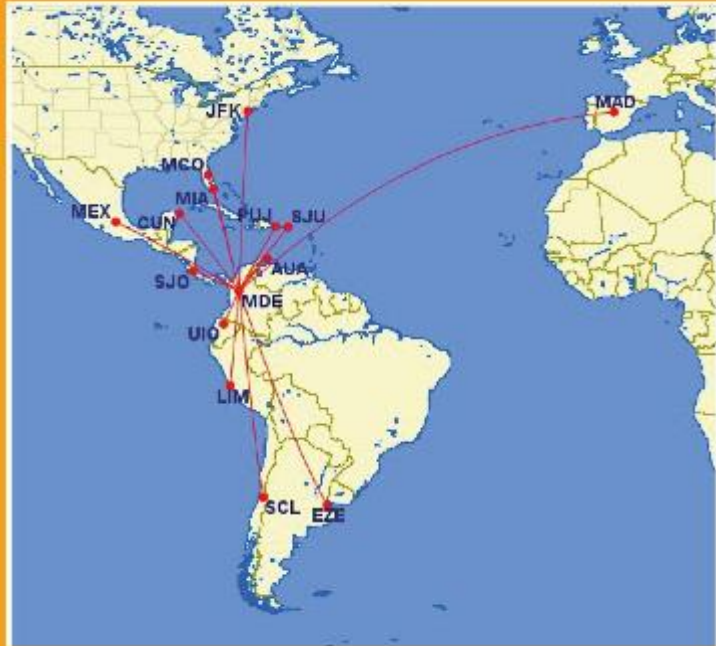 JFK
MAD
MCO
MIA
MEX
CUN
PUJ
SJU
SJO
AUA
MDE
UIO
LIM
SCL
EZE